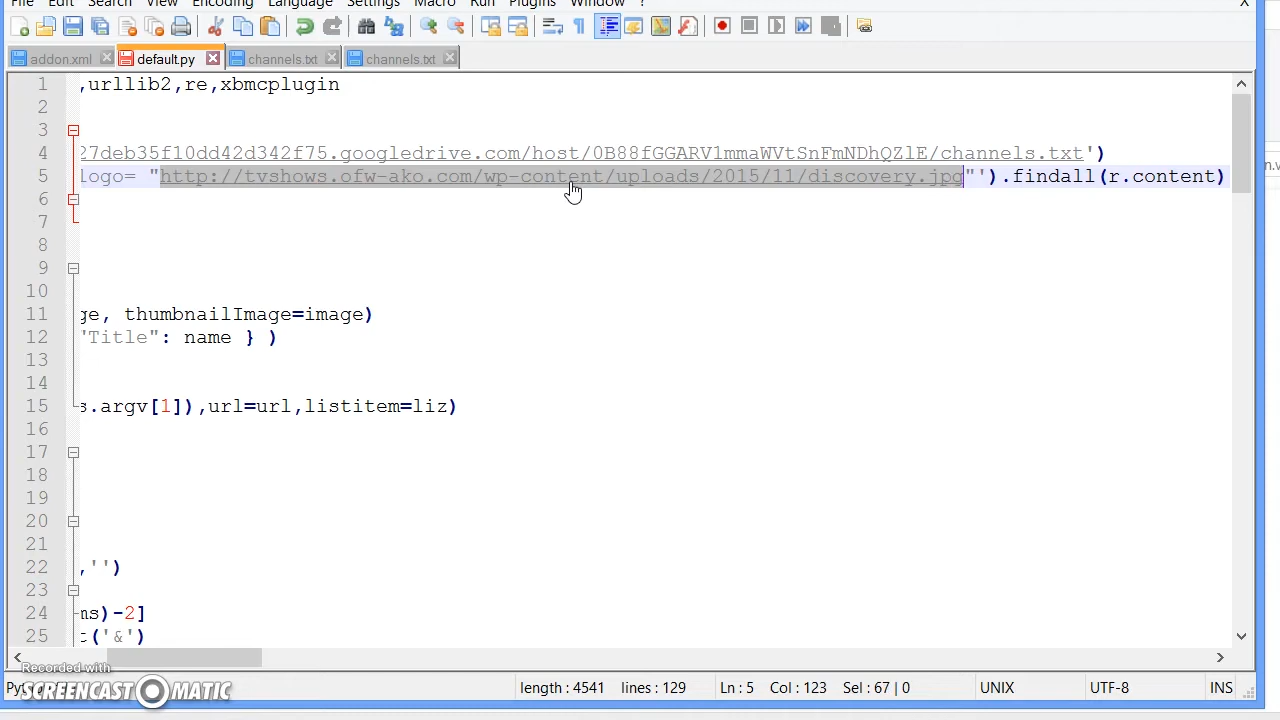 File Edit Search View Encoding Language Settings Macro Run Plugins Window ? X
addon.xml default.py channels.txt channels.txt
1 ,urllib2,re,xbmcplugin
2
3
4 27deb35f10dd42d342f75.googledrive.com/host/0B88fGGARV1mmaWVtSnFmNDhQZlE/channels.txt')
5 logo= "http://tvshows.ofw-ako.com/wp-content/uploads/2015/11/discovery.jpg"').findall(r.content)
6
7
8
9
10
11 ge, thumbnailImage=image)
12 "Title": name } )
13
14
15 s.argv[1]),url=url,listitem=liz)
16
17
18
19
20
21
22 ,'')
23
24 ms)-2]
25 t('&')
Recorded with
SCREENCAST MATIC
length : 4541 lines : 129 Ln : 5 Col : 123 Sel : 67 | 0 UNIX UTF-8 INS